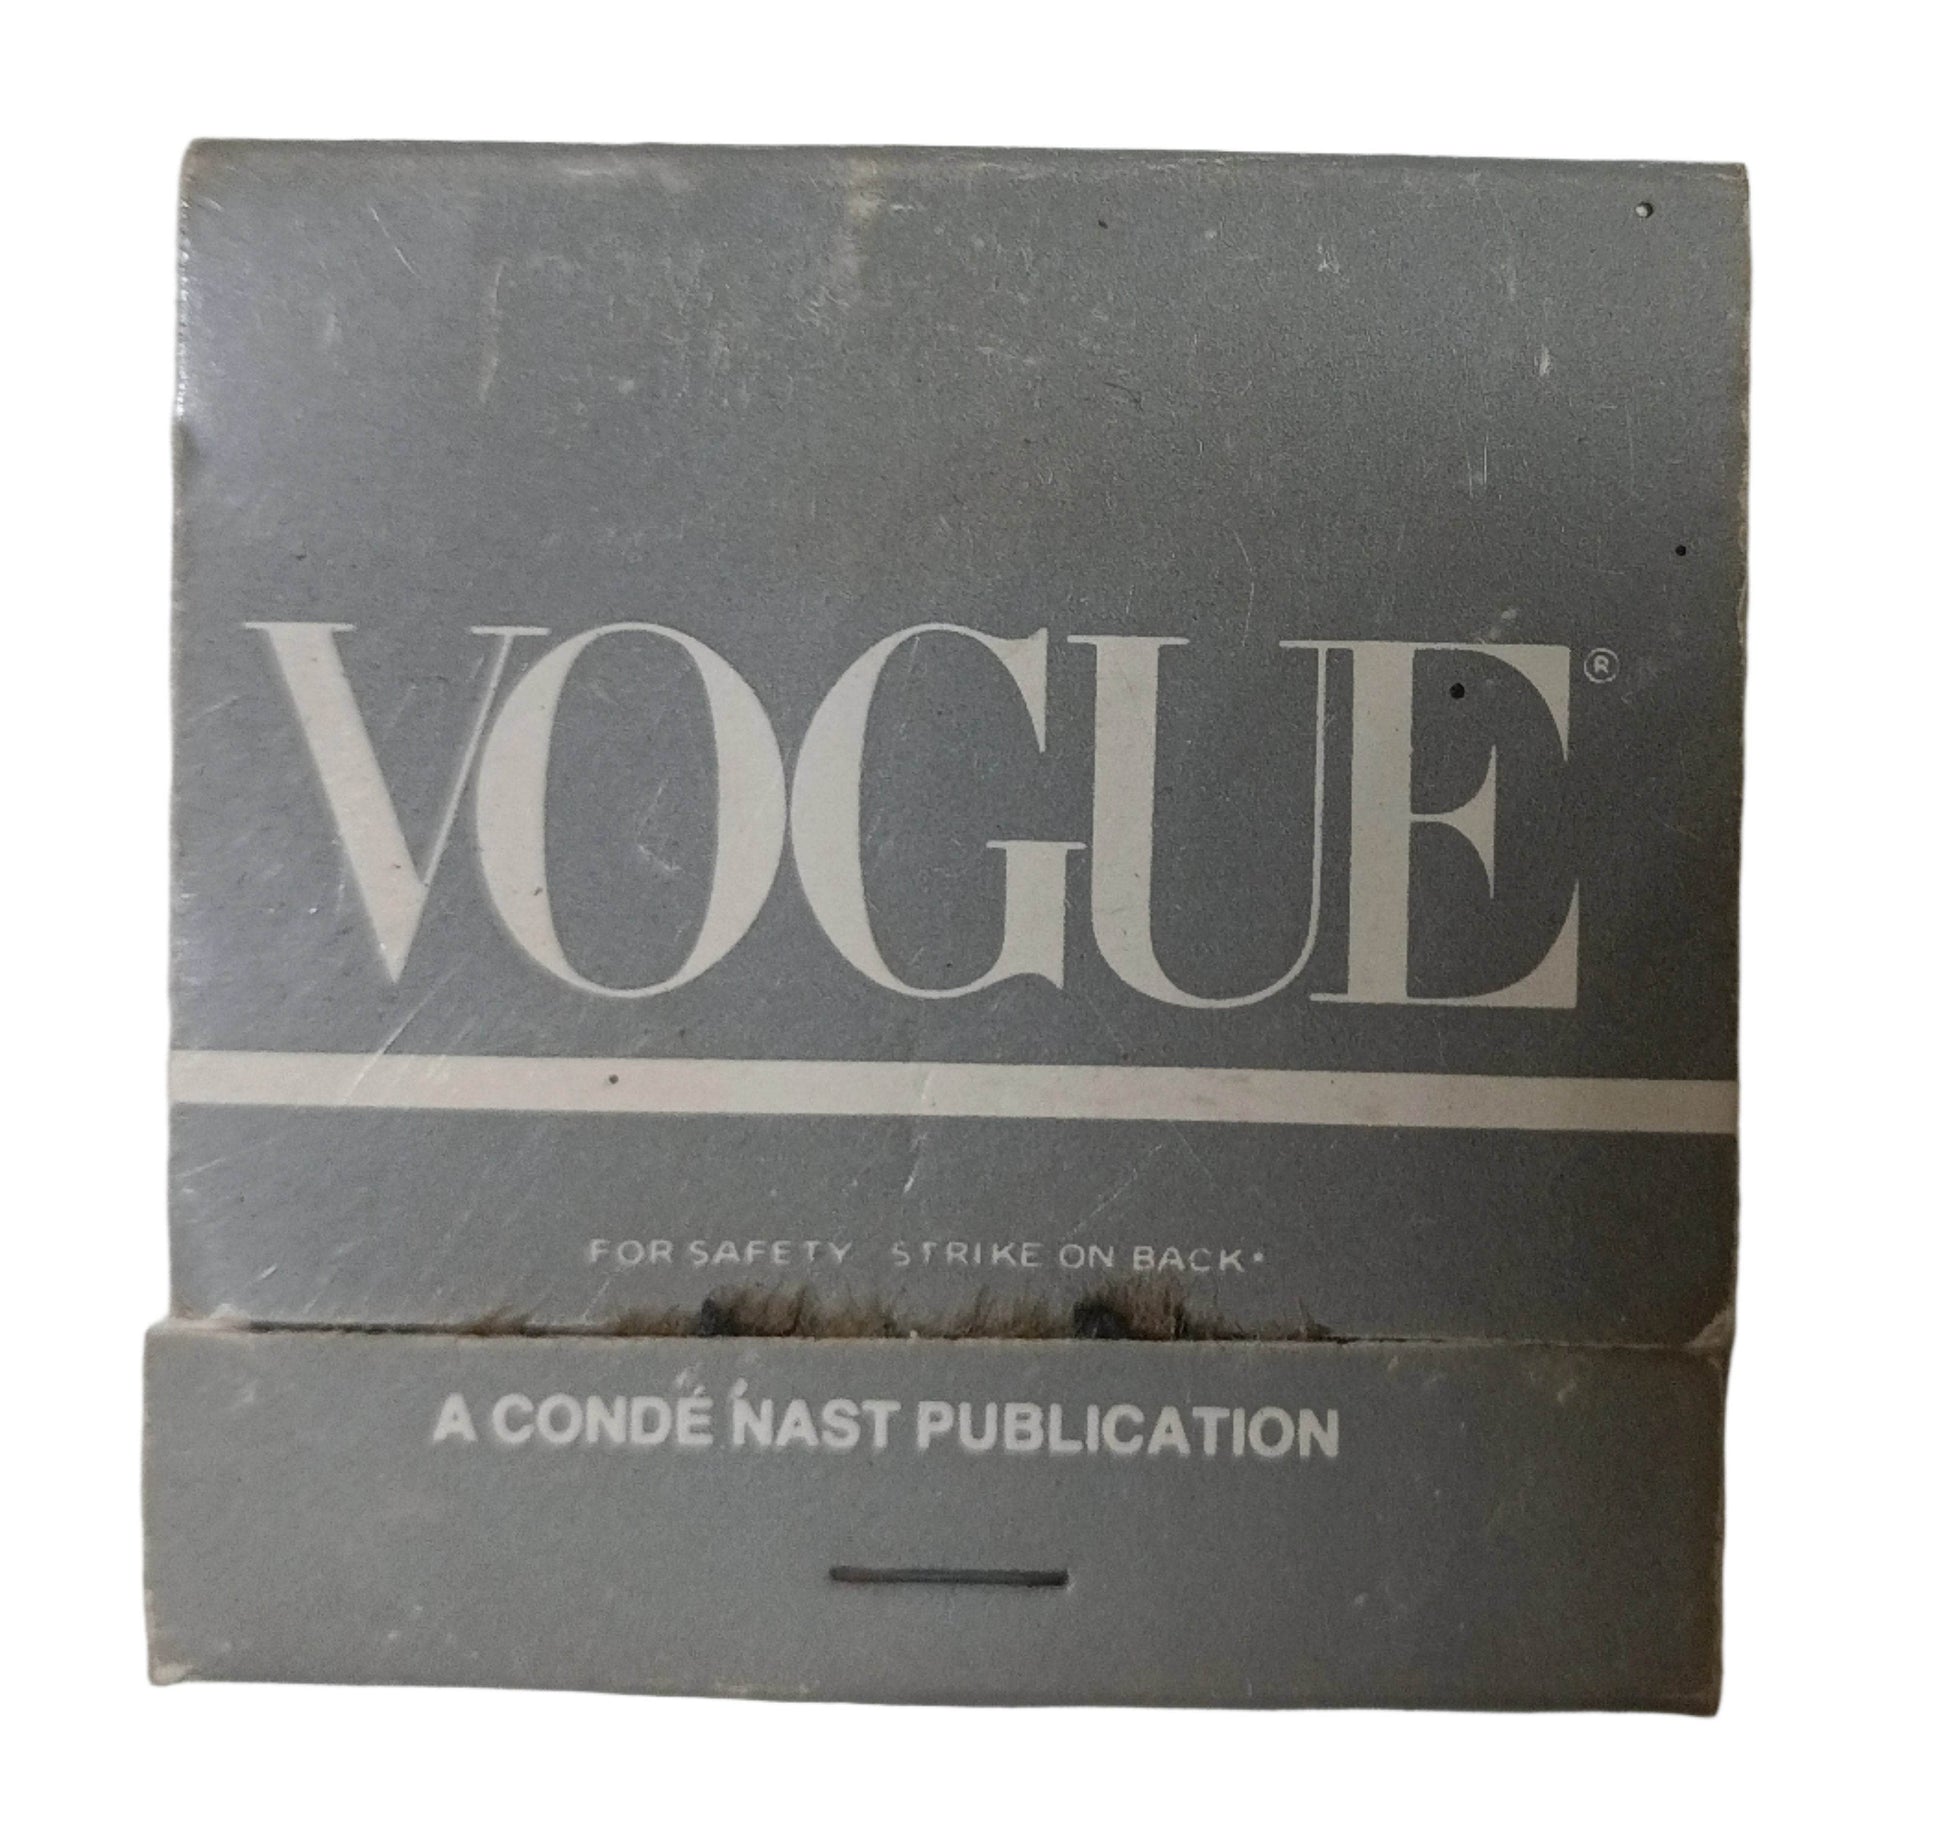 VOGUE®
FOR SAFETY STRIKE ON BACK•
A CONDÉ NAST PUBLICATION